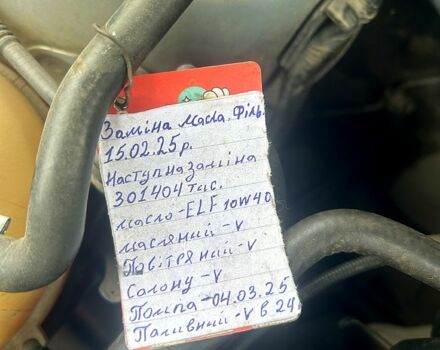 Заміна масла. Філь.
15.02.25р.
Наступна заміна
301404 тис.
масло-ELF 10W40
масляний-V
Повітряний-V
Салону-V
Помпа-04.03.25
Паливний-V в 24